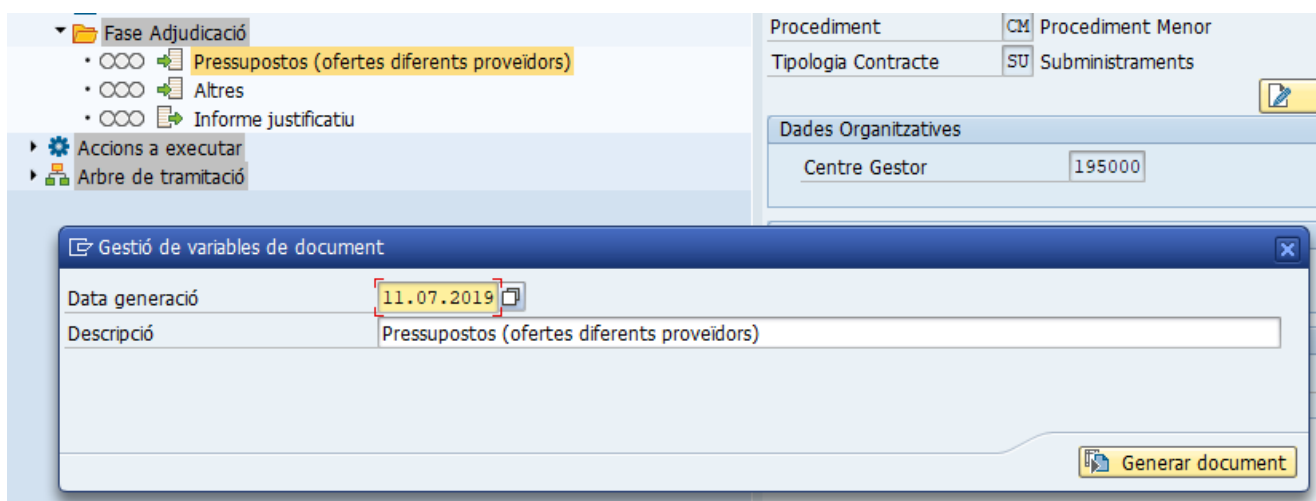 Fase Adjudicació
Pressupostos (ofertes diferents proveïdors)
Altres
Informe justificatiu
Accions a executar
Arbre de tramitació
Procediment CM Procediment Menor
Tipologia Contracte SU Subministraments
Dades Organitzatives
Centre Gestor 195000
Gestió de variables de document
Data generació 11.07.2019
Descripció Pressupostos (ofertes diferents proveïdors)
Generar document